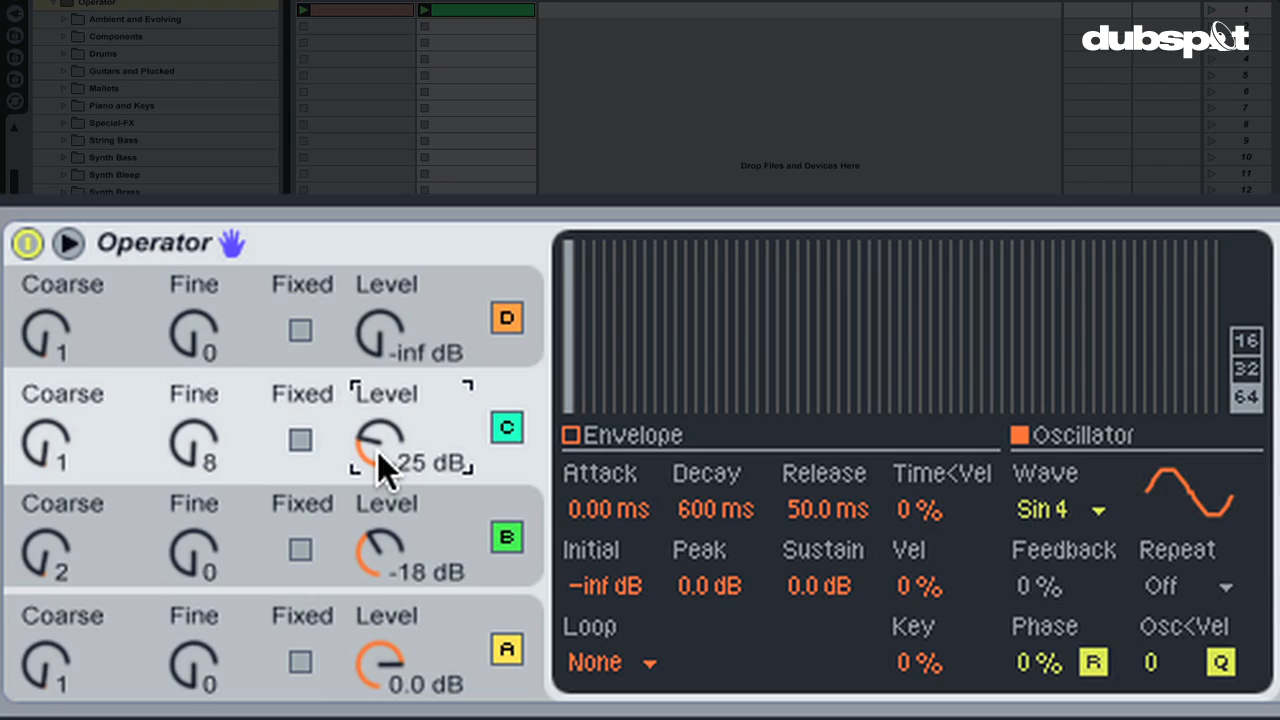 Operator
Ambient and Evolving
Components
Drums
Guitars and Plucked
Mallets
Piano and Keys
Special-FX
String Bass
Synth Bass
Synth Bleep
Synth Brass
Drop Files and Devices Here
1
2
3
4
5
6
7
8
9
10
11
12
dubspot
Operator
Coarse Fine Fixed Level
1 0 -inf dB D
Coarse Fine Fixed Level
1 8 -25 dB C
Coarse Fine Fixed Level
2 0 -18 dB B
Coarse Fine Fixed Level
1 0 0.0 dB A
16
32
64
Envelope Oscillator
Attack Decay Release Time<Vel Wave
0.00 ms 600 ms 50.0 ms 0 % Sin 4
Initial Peak Sustain Vel Feedback Repeat
-inf dB 0.0 dB 0.0 dB 0 % 0 % Off
Loop Key Phase Osc<Vel
None 0 % 0 % R 0 Q